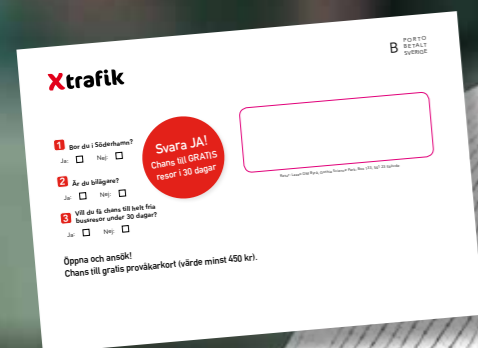 Xtrafik
B PORTO
BETALT
SVERIGE
1 Bor du i Söderhamn?
Ja: Nej:
2 Är du bilägare?
Ja: Nej:
3 Vill du få chans till helt fria
bussresor under 30 dagar?
Ja: Nej:
Svara JA!
Chans till GRATIS
resor i 30 dagar
Öppna och ansök!
Chans till gratis provåkarkort (värde minst 450 kr).